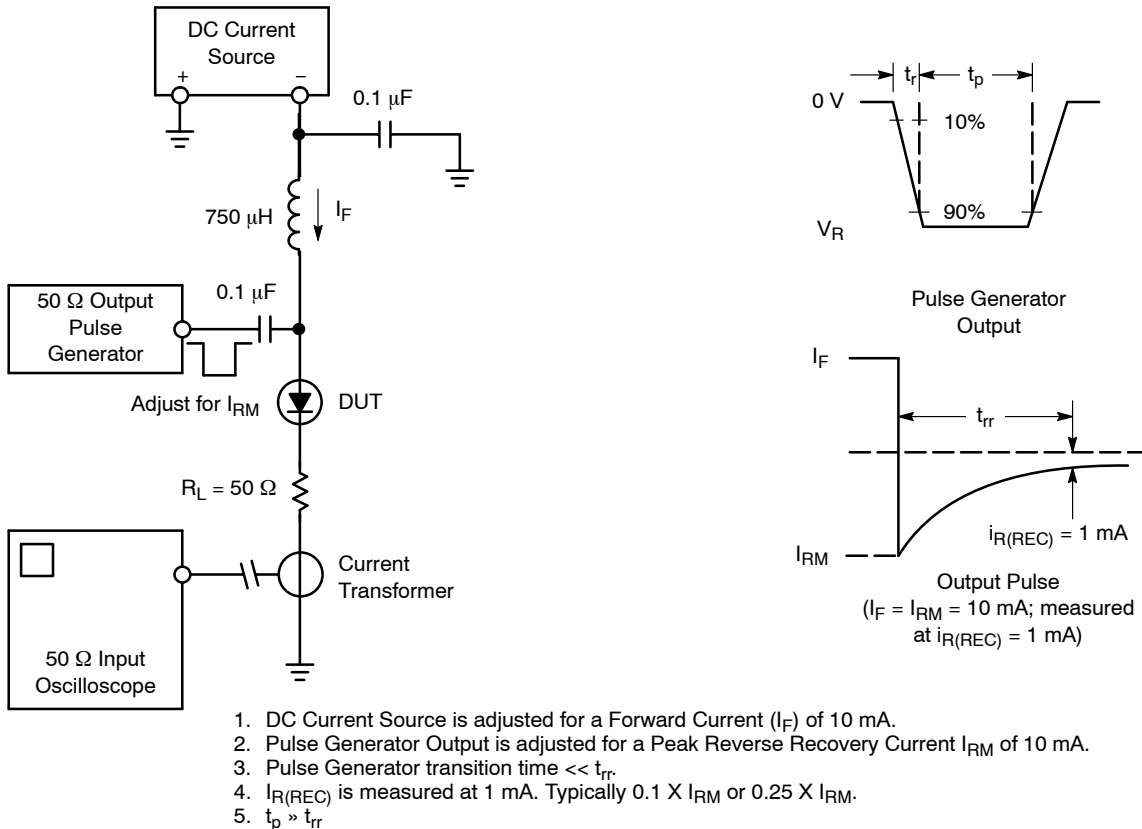 DC Current
Source
+
−
0.1 μF
750 μH
I_F
50 Ω Output
Pulse
Generator
0.1 μF
Adjust for I_RM
DUT
R_L = 50 Ω
Current
Transformer
50 Ω Input
Oscilloscope
t_r
t_p
0 V
10%
90%
V_R
Pulse Generator
Output
I_F
t_rr
i_R(REC) = 1 mA
I_RM
Output Pulse
(I_F = I_RM = 10 mA; measured
at i_R(REC) = 1 mA)
1. DC Current Source is adjusted for a Forward Current (I_F) of 10 mA.
2. Pulse Generator Output is adjusted for a Peak Reverse Recovery Current I_RM of 10 mA.
3. Pulse Generator transition time << t_rr.
4. I_R(REC) is measured at 1 mA. Typically 0.1 X I_RM or 0.25 X I_RM.
5. t_p » t_rr